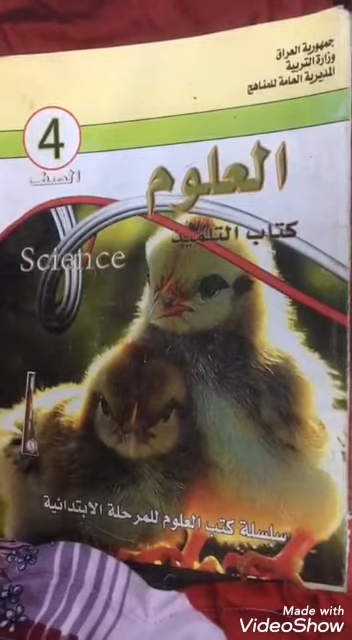 جمهورية العراق
وزارة التربية
المديرية العامة للمناهج
4
الصف
العلوم
كتاب التلميذ
Science
سلسلة كتب العلوم للمرحلة الابتدائية
Made with
VideoShow